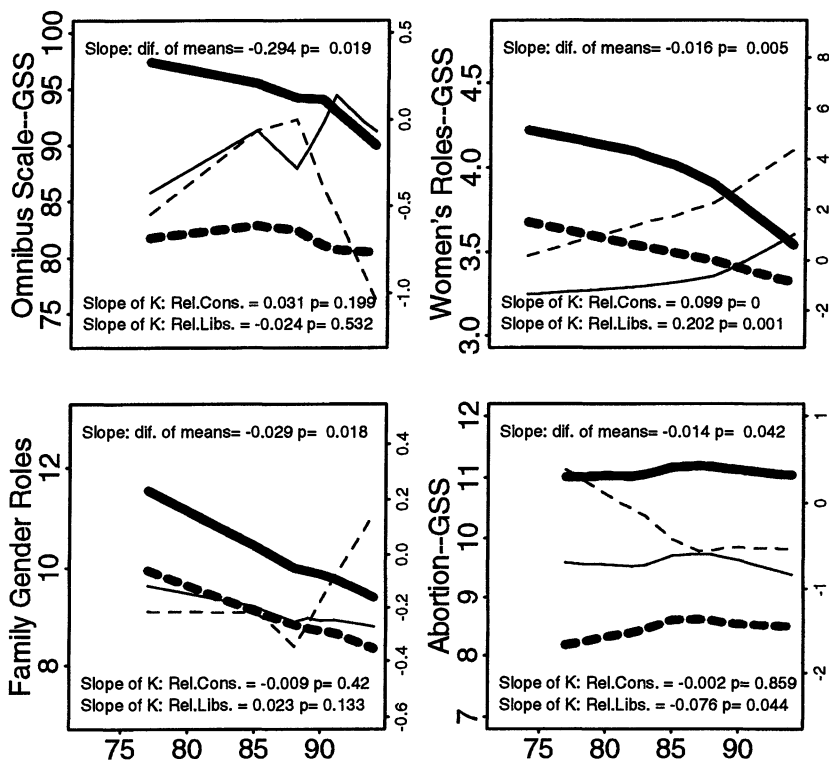 Omnibus Scale--GSS
100
95
90
85
80
75
Slope: dif. of means= -0.294 p= 0.019
Slope of K: Rel.Cons. = 0.031 p= 0.199
Slope of K: Rel.Libs. = -0.024 p= 0.532
0.5
0.0
-0.5
-1.0
Women's Roles--GSS
4.5
4.0
3.5
3.0
Slope: dif. of means= -0.016 p= 0.005
Slope of K: Rel.Cons. = 0.099 p= 0
Slope of K: Rel.Libs. = 0.202 p= 0.001
8
6
4
2
0
-2
Family Gender Roles
12
10
8
Slope: dif. of means= -0.029 p= 0.018
Slope of K: Rel.Cons. = -0.009 p= 0.42
Slope of K: Rel.Libs. = 0.023 p= 0.133
0.4
0.2
0.0
-0.2
-0.4
-0.6
75 80 85 90
Abortion--GSS
12
11
10
9
8
7
Slope: dif. of means= -0.014 p= 0.042
Slope of K: Rel.Cons. = -0.002 p= 0.859
Slope of K: Rel.Libs. = -0.076 p= 0.044
1
0
-1
-2
75 80 85 90